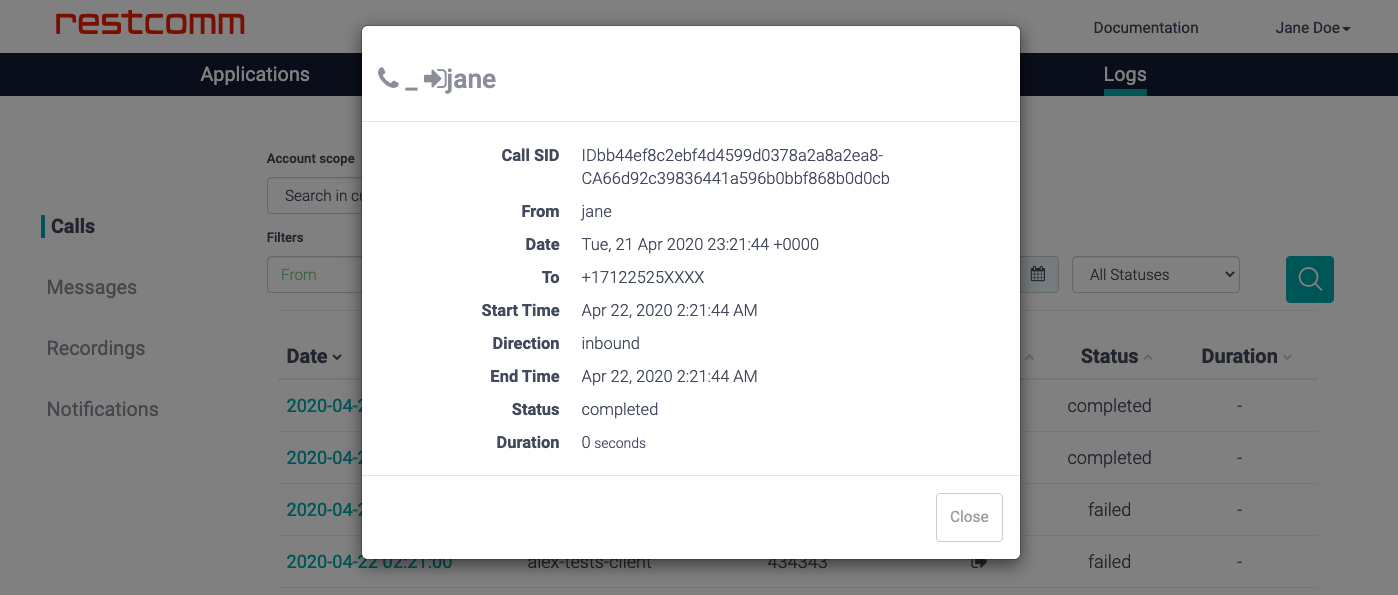 restcomm
Documentation
Jane Doe
Applications
Logs
jane
Account scope
Search in cu
Calls
Filters
From
All Statuses
Messages
Recordings
Notifications
Call SID IDbb44ef8c2ebf4d4599d0378a2a8a2ea8-
CA66d92c39836441a596b0bbf868b0d0cb
From jane
Date Tue, 21 Apr 2020 23:21:44 +0000
To +17122525XXXX
Start Time Apr 22, 2020 2:21:44 AM
Direction inbound
End Time Apr 22, 2020 2:21:44 AM
Status completed
Duration 0 seconds
Close
Date Status Duration
2020-04-2 completed -
2020-04-2 completed -
2020-04-2 failed -
2020-04-22 02:21:00 alex-tests-client 434343 failed -